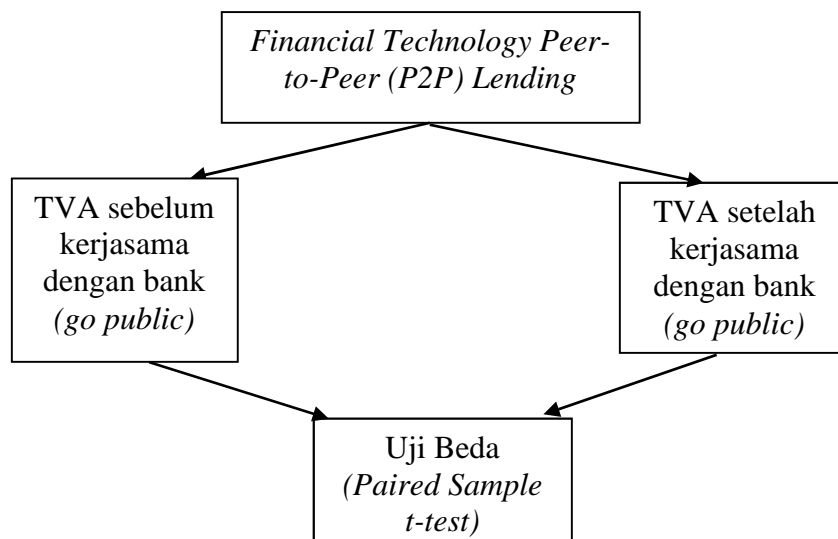 Financial Technology Peer-
to-Peer (P2P) Lending
TVA sebelum
kerjasama
dengan bank
(go public)
TVA setelah
kerjasama
dengan bank
(go public)
Uji Beda
(Paired Sample
t-test)